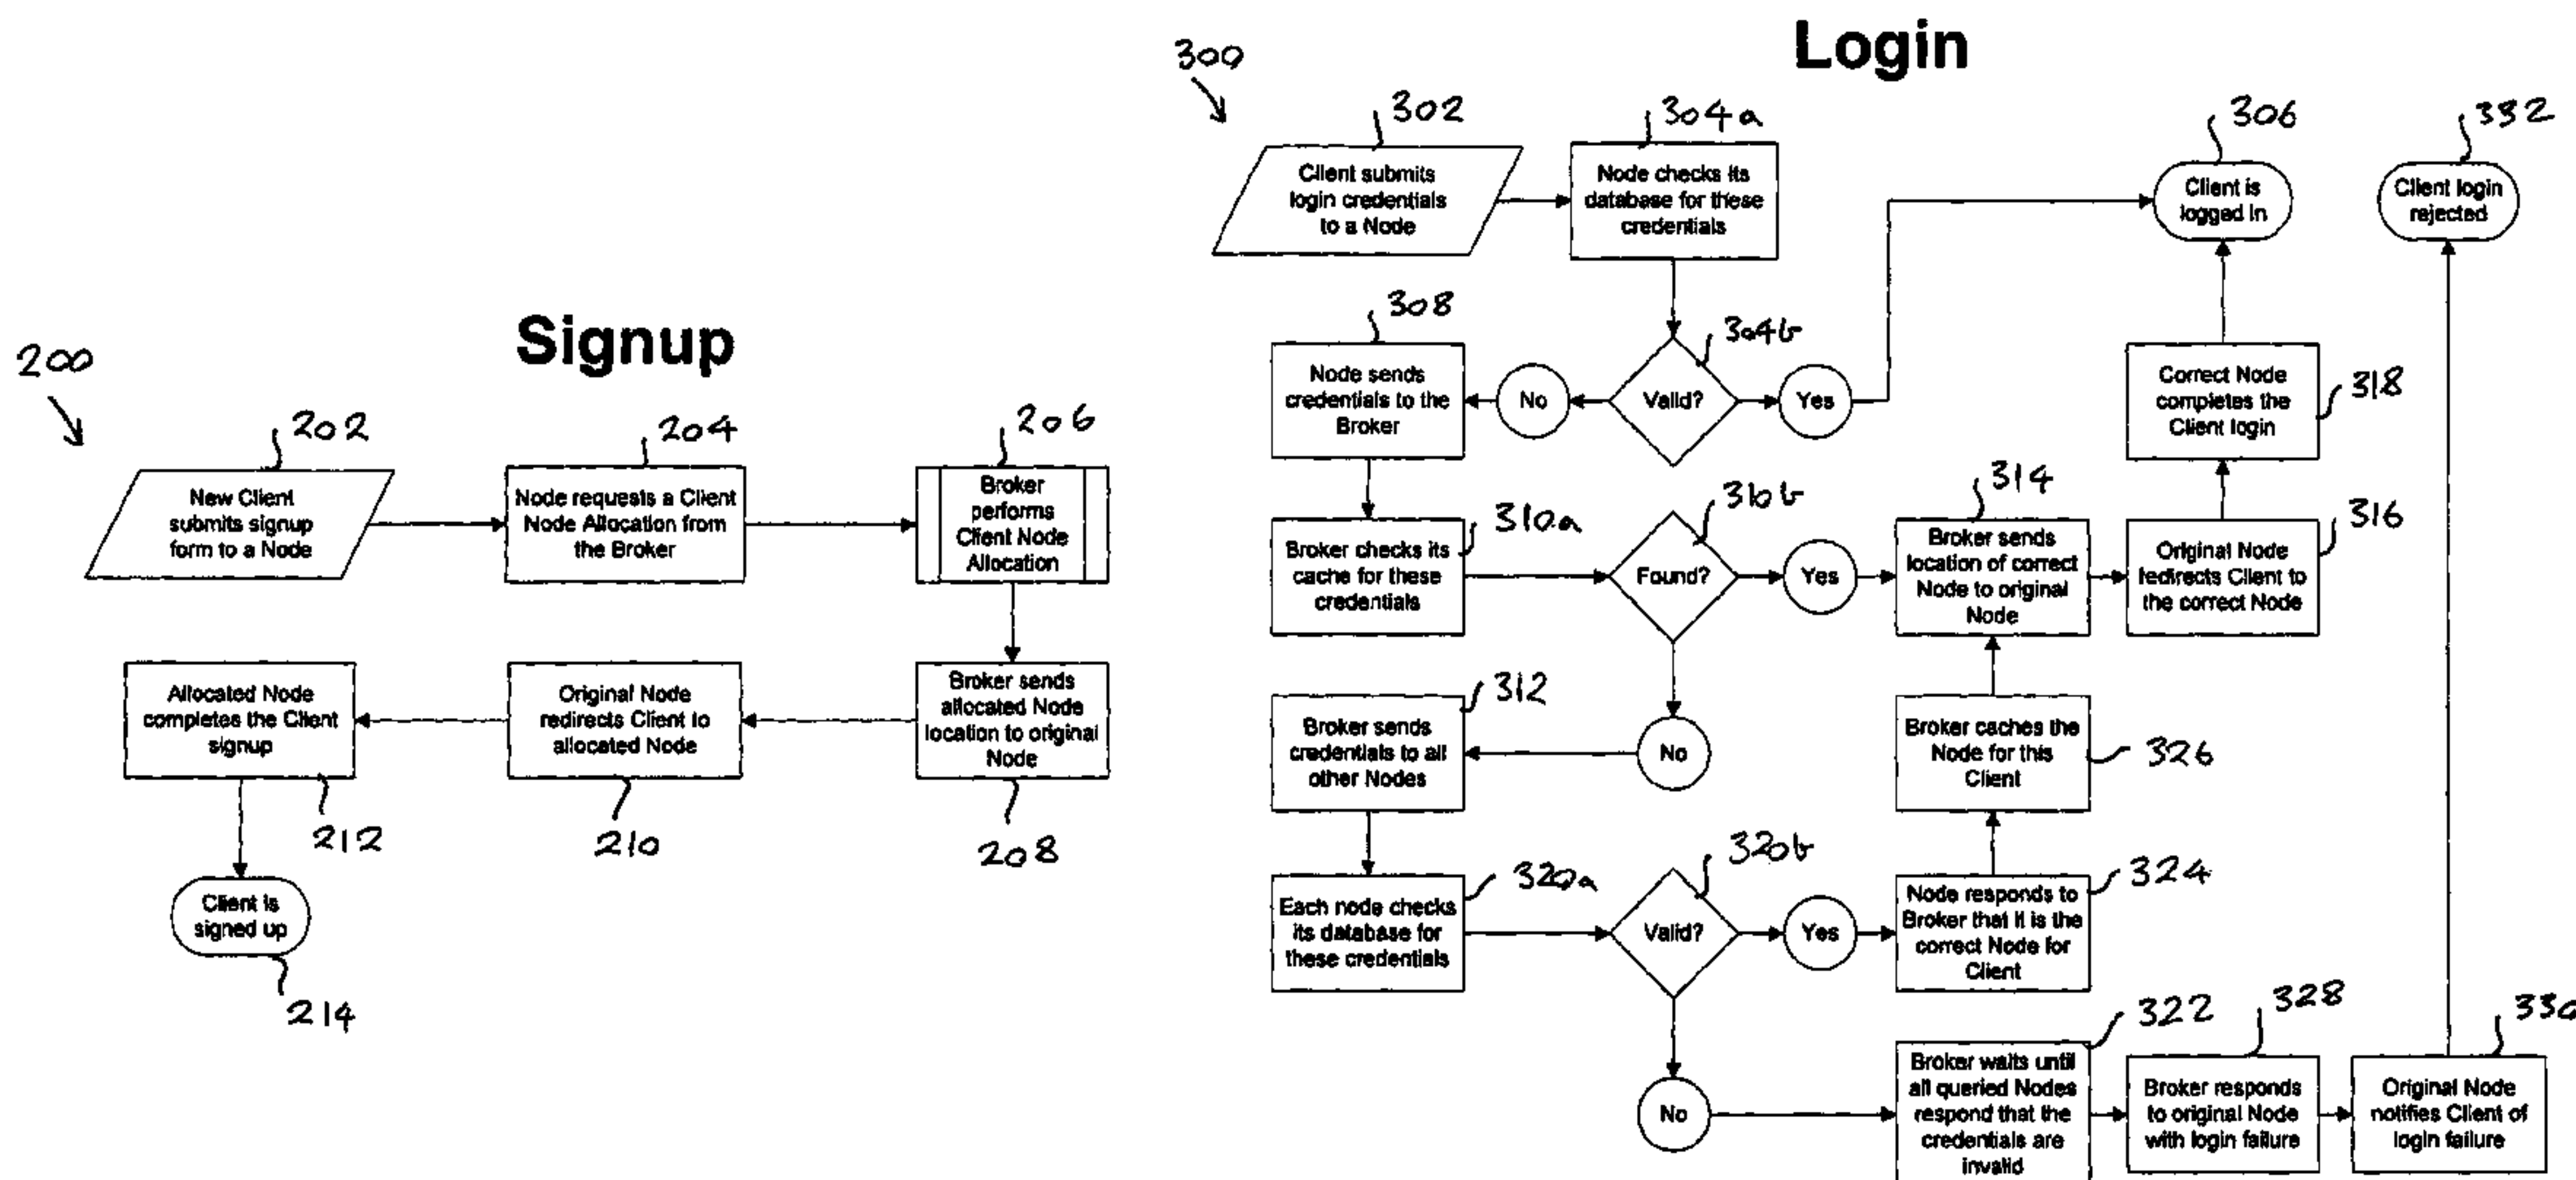 Signup
200
202
New Client
submits signup
form to a Node
204
Node requests a Client
Node Allocation from
the Broker
206
Broker
performs
Client Node
Allocation
Broker sends
allocated Node
location to original
Node
208
Original Node
redirects Client to
allocated Node
210
Allocated Node
completes the Client
signup
212
Client is
signed up
214
Login
300
302
Client submits
login credentials
to a Node
304a
Node checks its
database for these
credentials
306
Client is
logged in
332
Client login
rejected
308
Node sends
credentials to the
Broker
No
304b
Valid?
Yes
Correct Node
completes the
Client login
318
310a
Broker checks its
cache for these
credentials
310b
Found?
Yes
314
Broker sends
location of correct
Node to original
Node
316
Original Node
redirects Client to
the correct Node
312
Broker sends
credentials to all
other Nodes
No
Broker caches the
Node for this
Client
326
320a
Each node checks
its database for
these credentials
320b
Valid?
Yes
324
Node responds to
Broker that it is the
correct Node for
Client
No
322
Broker waits until
all queried Nodes
respond that the
credentials are
invalid
328
Broker responds
to original Node
with login failure
330
Original Node
notifies Client of
login failure